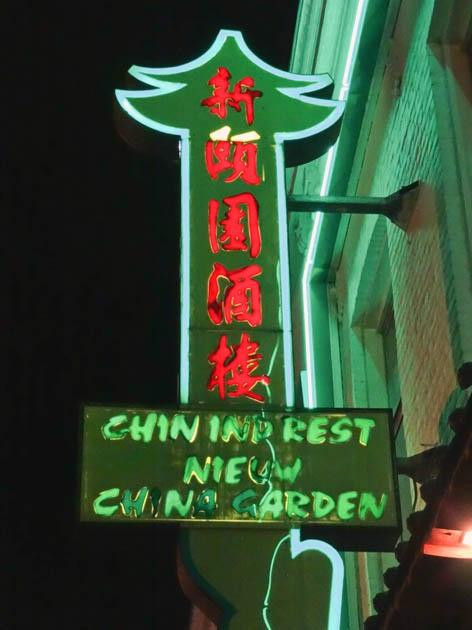 新
頤
園
酒
樓
CHIN IND REST
NIEUW
CHINA GARDEN